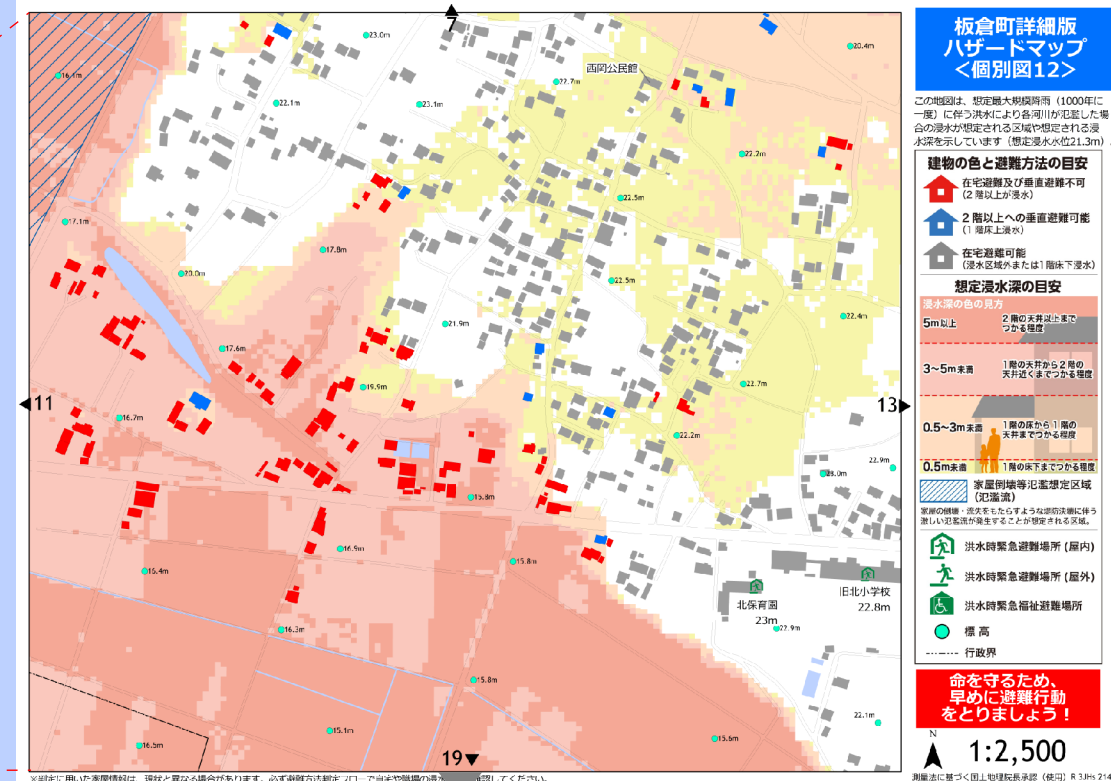 板倉町詳細版
ハザードマップ
＜個別図12＞
この地図は、想定最大規模降雨（1000年に
一度）に伴う洪水により各河川が氾濫した場
合の浸水が想定される区域や想定される浸
水深を示しています（想定浸水水位21.3m）.
建物の色と避難方法の目安
在宅避難及び垂直避難不可
（2 階以上が浸水）
2 階以上への垂直避難可能
（1 階床上浸水）
在宅避難可能
（浸水区域外または1階床下浸水）
想定浸水深の目安
浸水深の色の見方
5m以上
2 階の天井以上まで
つかる程度
3〜5m未満
1階の天井から2 階の
天井近くまでつかる程度
0.5〜3m未満
1階の床から1 階の
天井までつかる程度
0.5m未満
1階の床下までつかる程度
家屋倒壊等氾濫想定区域
（氾濫流）
家屋の倒壊・流失をもたらすような堤防決壊に伴う
激しい氾濫流が発生することが想定される区域。
洪水時緊急避難場所 (屋内)
洪水時緊急避難場所 (屋外)
洪水時緊急福祉避難場所
標 高
行政界
命を守るため、
早めに避難行動
をとりましょう！
N
1:2,500
測量法に基づく国土地理院長承認（使用）R 3JHs 214
7
23.0m
20.4m
16.1m
西岡公民館
22.7m
22.1m
23.1m
22.2m
22.5m
17.1m
17.8m
20.0m
22.5m
21.9m
22.4m
17.6m
19.9m
22.7m
11
13
16.7m
22.2m
22.9m
23.0m
15.8m
16.9m
15.8m
16.4m
旧北小学校
22.8m
北保育園
23m
22.9m
16.3m
15.8m
22.1m
15.1m
15.6m
16.5m
19